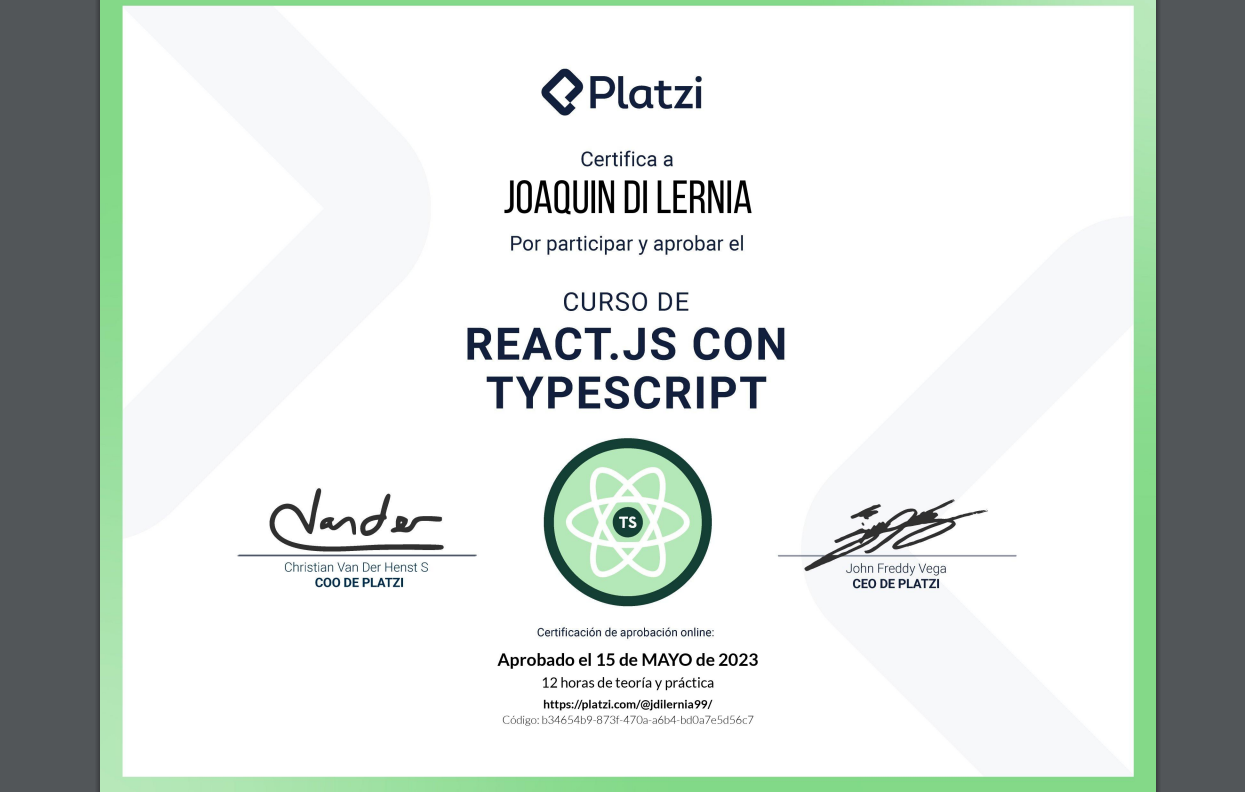 Platzi
Certifica a
JOAQUIN DI LERNIA
Por participar y aprobar el
CURSO DE
REACT.JS CON
TYPESCRIPT
TS
Vander
Christian Van Der Henst S
COO DE PLATZI
John Freddy Vega
CEO DE PLATZI
Certificación de aprobación online:
Aprobado el 15 de MAYO de 2023
12 horas de teoría y práctica
https://platzi.com/@jdilernia99/
Código: b34654b9-873f-470a-a6b4-bd0a7e5d56c7